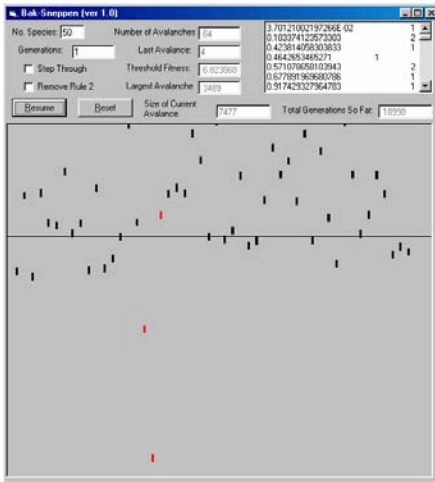 Bak-Sneppen (ver 1.0)
No. Species: 50 Number of Avalanches 64
Generations: 1 Last Avalance: 4
Step Through Threshold Fitness: 6.823868
Remove Rule 2 Largest Avalanche 3489
Resume Reset Size of Current Avalance 7477 Total Generations So Far: 18998
3.7012100219726​6E-02 1
0.103374123573303 2
0.423814058303833 1
0.4642653465271 1
0.571078658103943 2
0.677891969680786 1
0.917429327964783 1